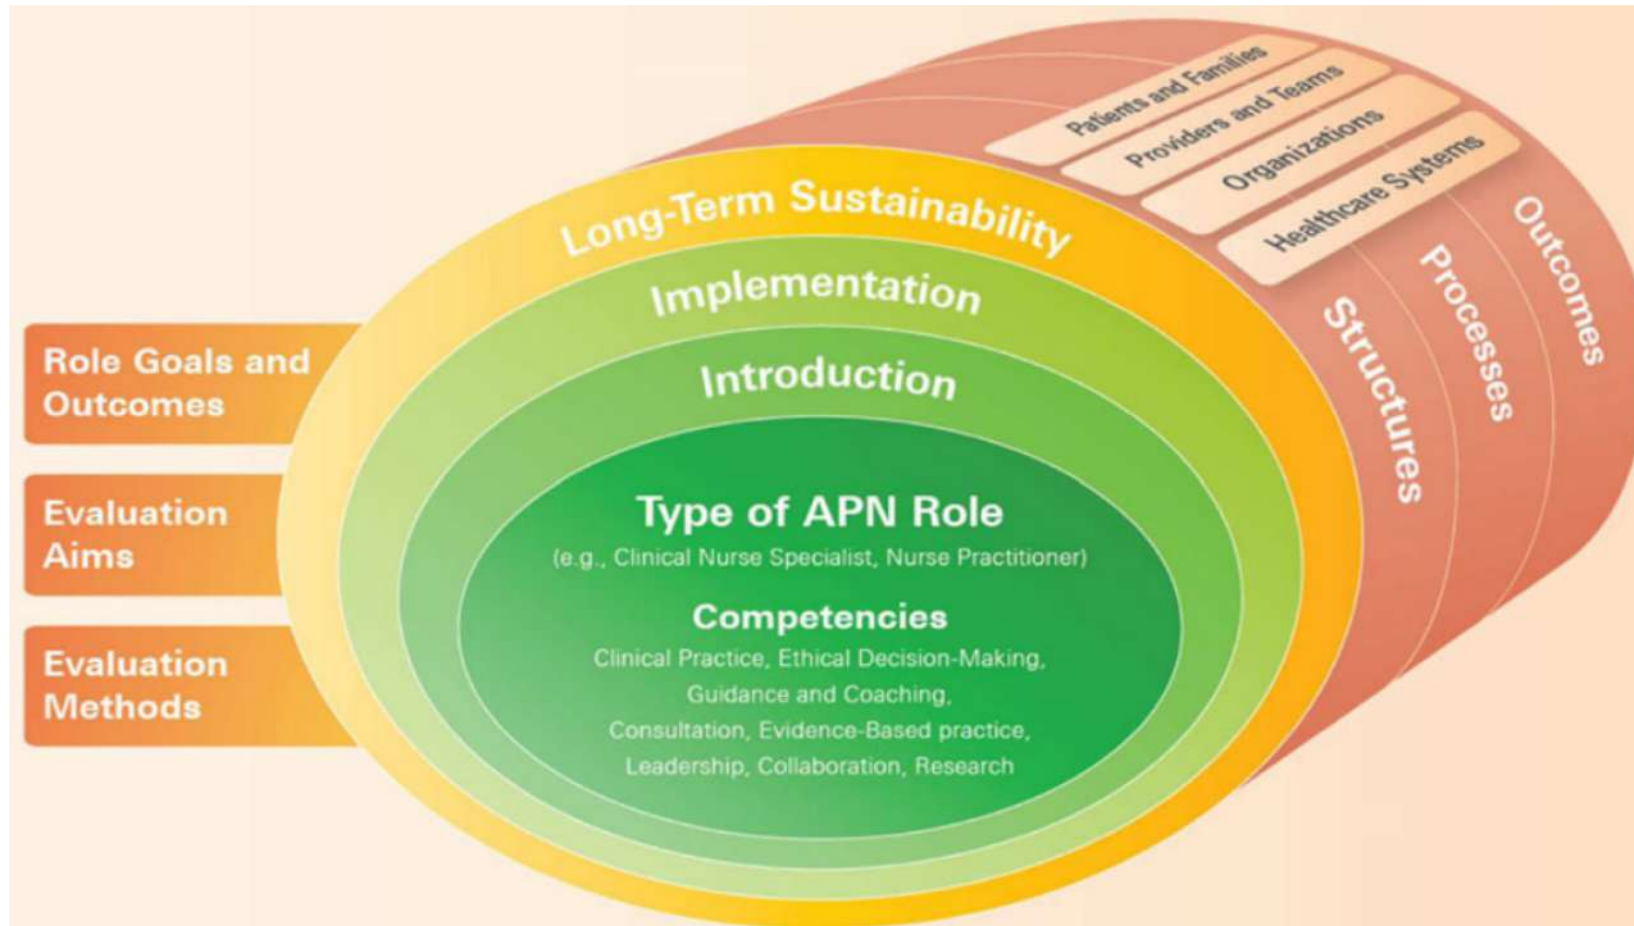 Patients and Families
Providers and Teams
Organizations
Healthcare Systems
Outcomes
Processes
Structures
Long-Term Sustainability
Implementation
Introduction
Type of APN Role
(e.g., Clinical Nurse Specialist, Nurse Practitioner)
Competencies
Clinical Practice, Ethical Decision-Making,
Guidance and Coaching,
Consultation, Evidence-Based practice,
Leadership, Collaboration, Research
Role Goals and
Outcomes
Evaluation
Aims
Evaluation
Methods